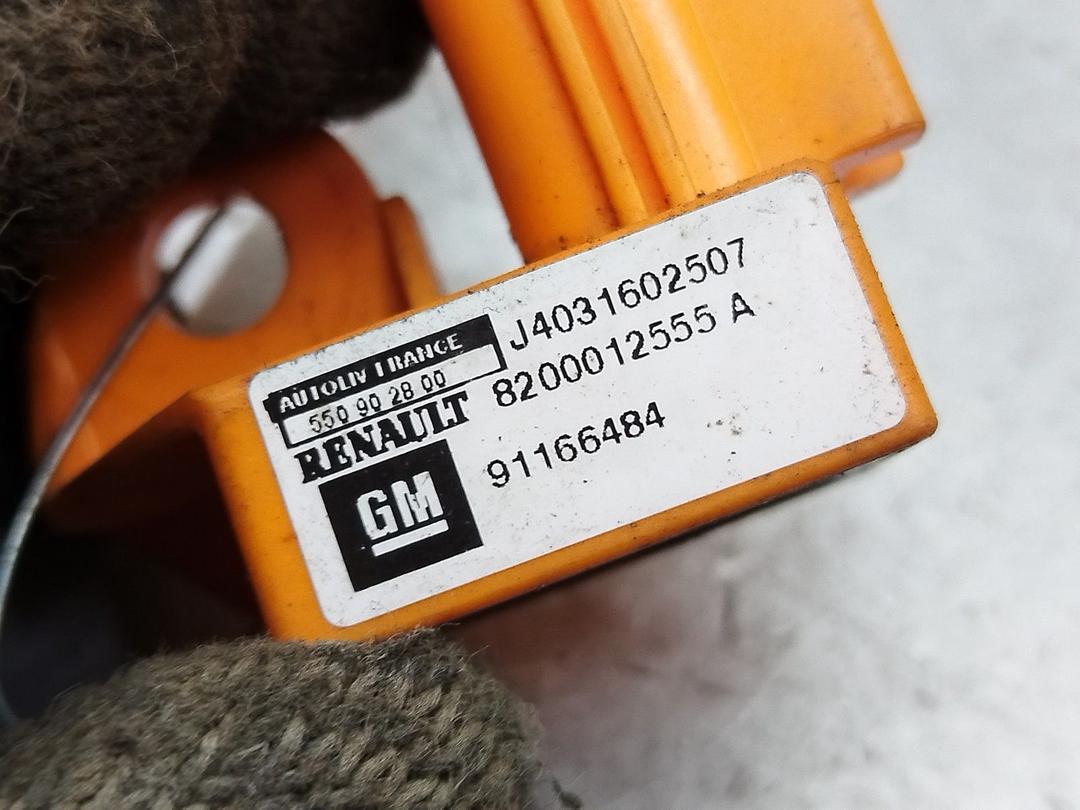 AUTOLIV FRANCE
550 90 28 00
RENAULT
GM
J4031602507
8200012555 A
91166484